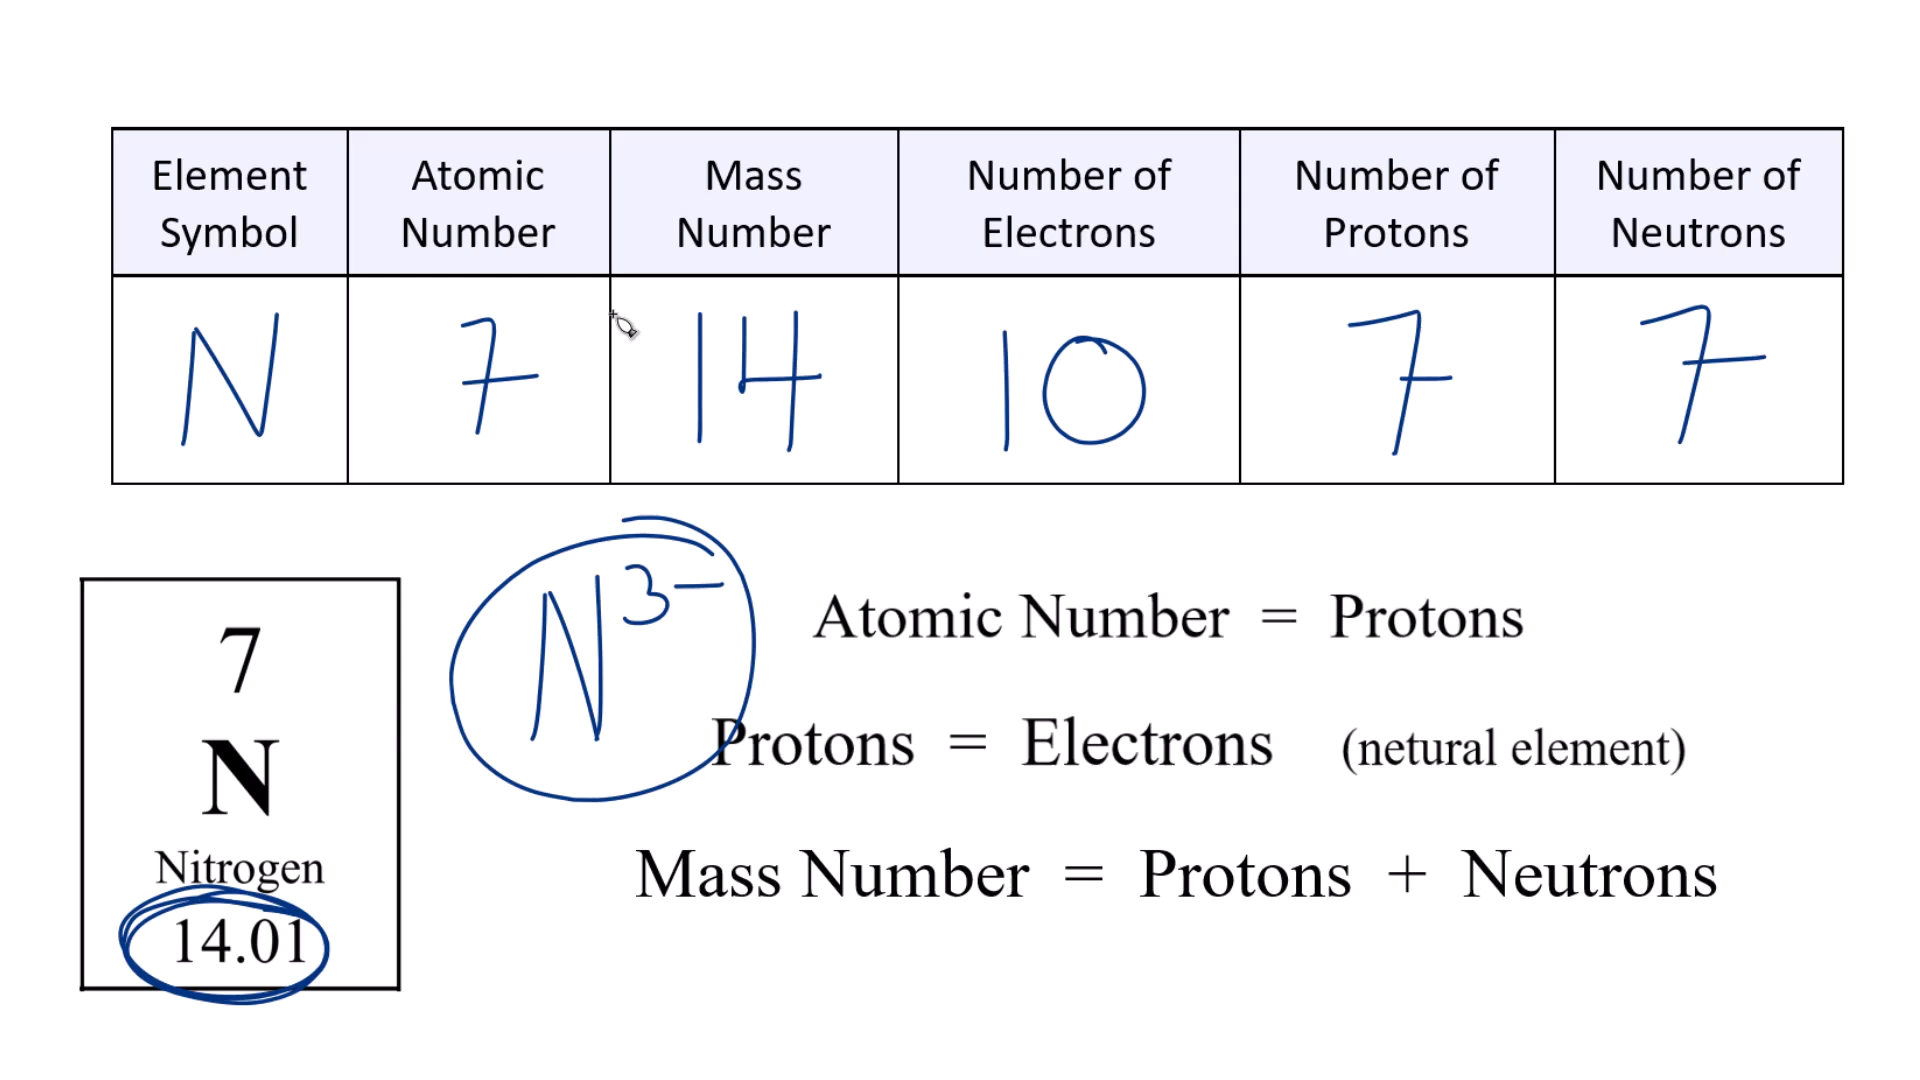 Element Symbol
Atomic Number
Mass Number
Number of Electrons
Number of Protons
Number of Neutrons
N 7 14 10 7 7
7
N
Nitrogen
14.01
N3−
Atomic Number = Protons
Protons = Electrons (netural element)
Mass Number = Protons + Neutrons